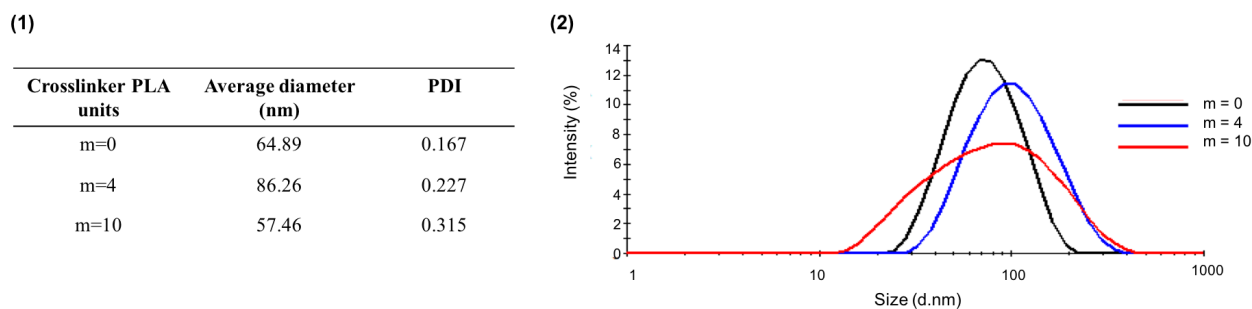 (1)
Crosslinker PLA units
Average diameter (nm)
PDI
m=0 64.89 0.167
m=4 86.26 0.227
m=10 57.46 0.315
(2)
Intensity (%)
14
12
10
8
6
4
2
0
1 10 100 1000
Size (d.nm)
m = 0
m = 4
m = 10